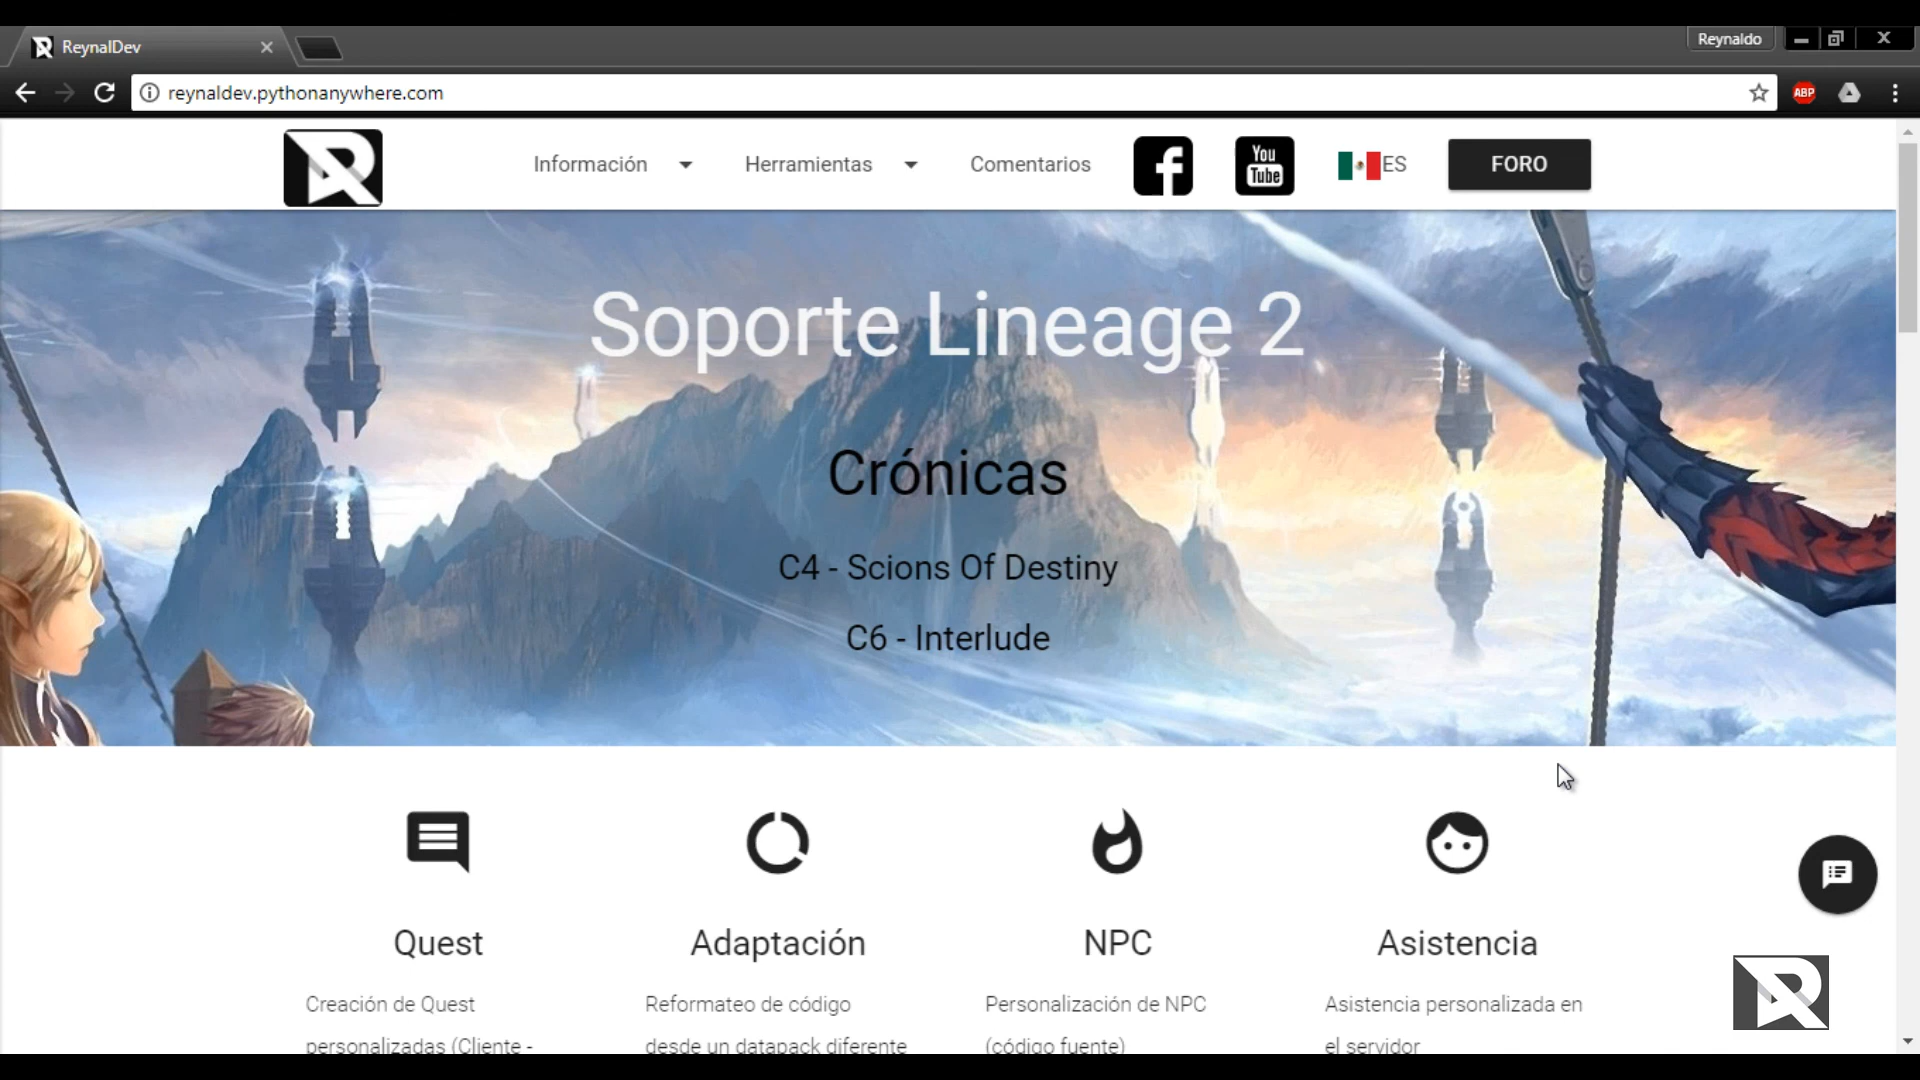 ReynalDev
Reynaldo
reynaldev.pythonanywhere.com
ABP
Información
Herramientas
Comentarios
You
Tube
ES
FORO
Soporte Lineage 2
Crónicas
C4 - Scions Of Destiny
C6 - Interlude
Quest
Adaptación
NPC
Asistencia
Creación de Quest
personalizadas (Cliente -
Reformateo de código
desde un datapack diferente
Personalización de NPC
(código fuente)
Asistencia personalizada en
el servidor